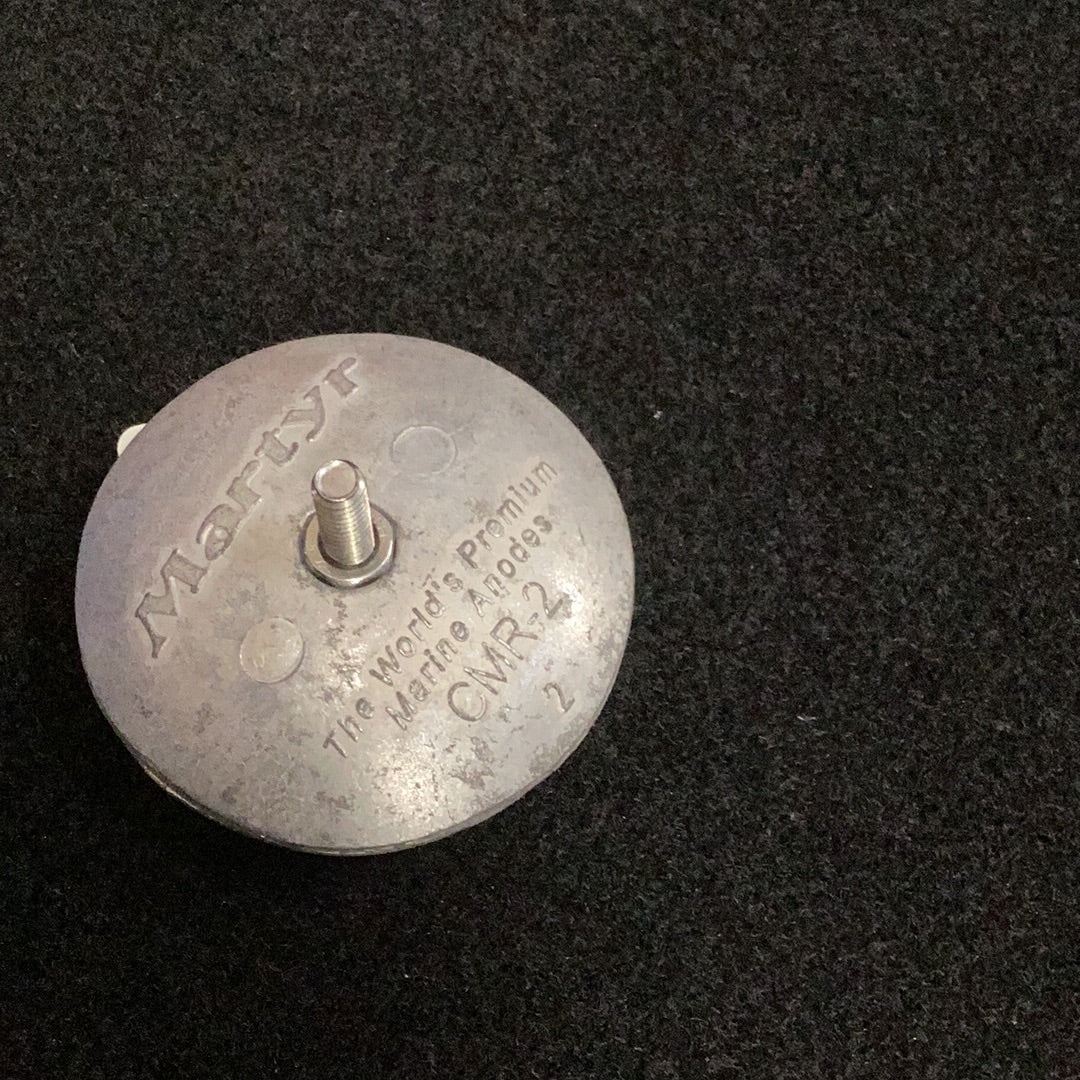 Martyr
The World's Premium
Marine Anodes
CMR-2
2